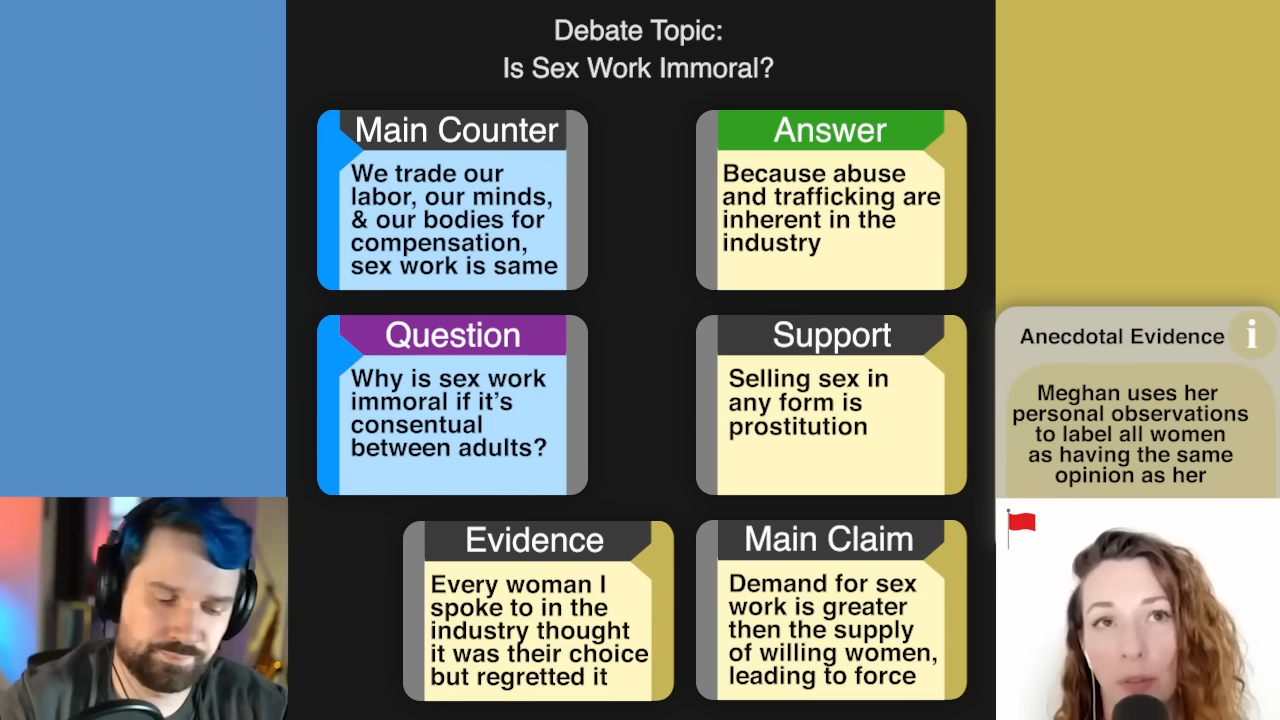 Debate Topic:
Is Sex Work Immoral?
Main Counter
We trade our
labor, our minds,
& our bodies for
compensation,
sex work is same
Answer
Because abuse
and trafficking are
inherent in the
industry
Question
Why is sex work
immoral if it's
consentual
between adults?
Support
Selling sex in
any form is
prostitution
Anecdotal Evidence i
Meghan uses her
personal observations
to label all women
as having the same
opinion as her
Evidence
Every woman I
spoke to in the
industry thought
it was their choice
but regretted it
Main Claim
Demand for sex
work is greater
then the supply
of willing women,
leading to force